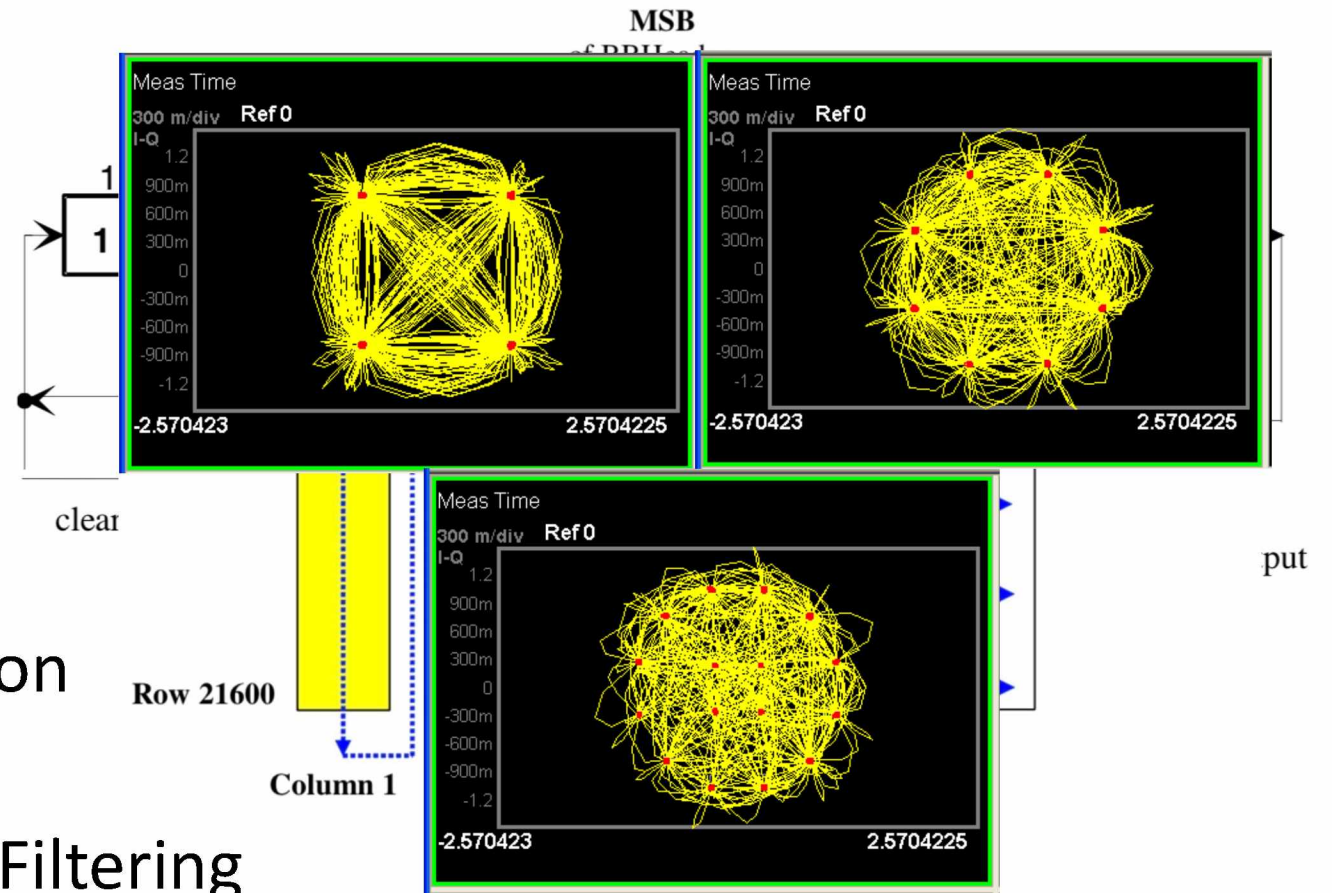 MSB
of BBHead
Meas Time
300 m/div Ref 0
I-Q
1.2
900m
600m
300m
0
-300m
-600m
-900m
-1.2
-2.570423 2.5704225
Meas Time
300 m/div Ref 0
I-Q
1.2
900m
600m
300m
0
-300m
-600m
-900m
-1.2
-2.570423 2.5704225
1
1
clear
put
Meas Time
300 m/div Ref 0
I-Q
1.2
900m
600m
300m
0
-300m
-600m
-900m
-1.2
-2.570423 2.5704225
on
Row 21600
Column 1
Filtering